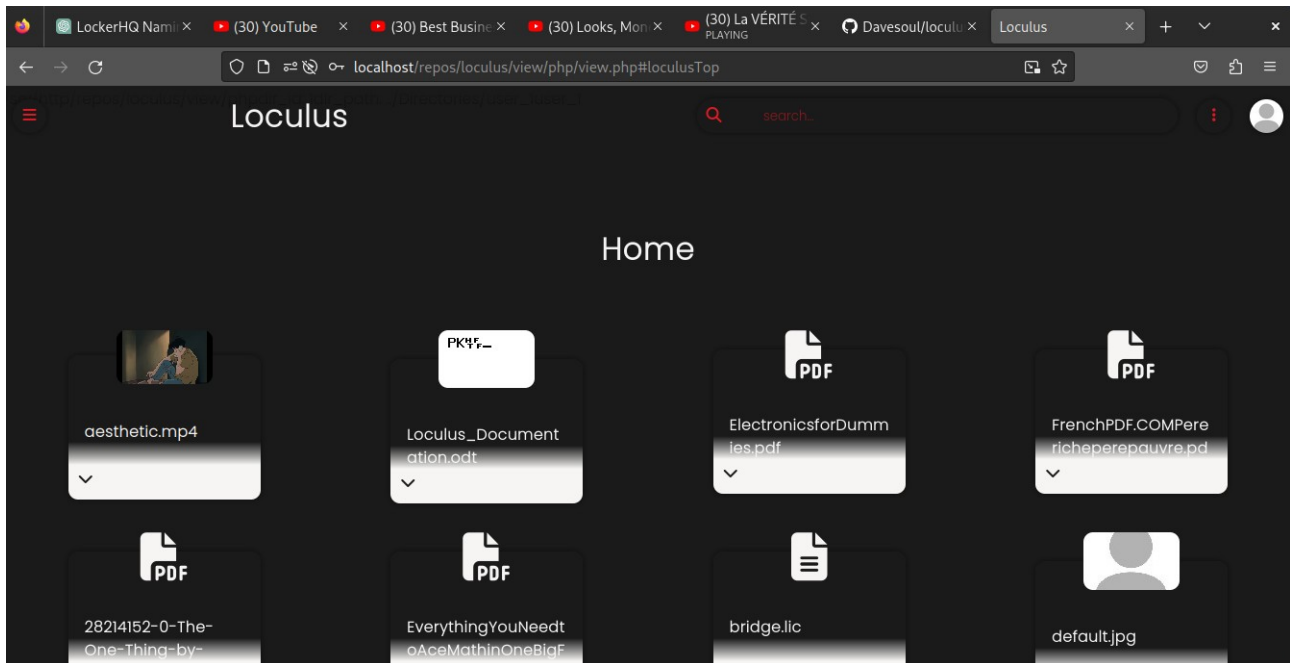 LockerHQ Nami
(30) YouTube
(30) Best Busine
(30) Looks, Mon
(30) La VÉRITÉ S
PLAYING
Davesoul/loculu
Loculus
localhost/repos/loculus/view/php/view.php#loculusTop
Loculus
search...
Home
aesthetic.mp4
Loculus_Document
ation.odt
ElectronicsforDumm
ies.pdf
FrenchPDF.COMPere
richeperepauvre.pd
PDF
PDF
PDF
PDF
28214152-0-The-
One-Thing-by-
EverythingYouNeedt
oAceMathinOneBigF
bridge.lic
default.jpg